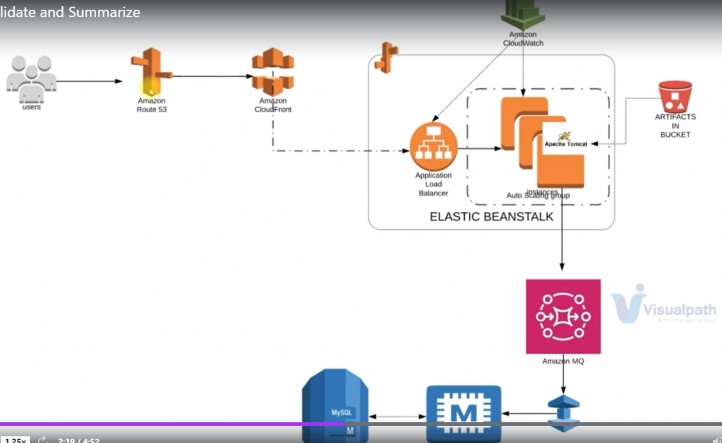 lidate and Summarize
Amazon
CloudWatch
users
Amazon
Route 53
Amazon
CloudFront
ARTIFACTS
IN
BUCKET
Apache Tomcat
Application
Load
Balancer
instances
Auto Scaling group
ELASTIC BEANSTALK
Visualpath
Amazon MQ
MySQL
M
M
1.25x
2:19 / 4:52